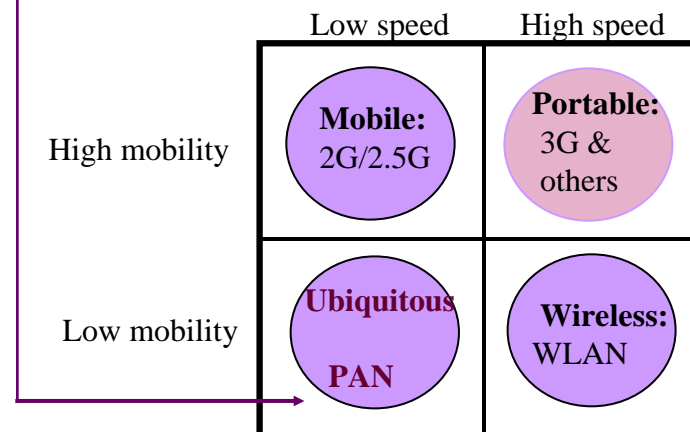 Low speed High speed
High mobility
Mobile:
2G/2.5G
Portable:
3G &
others
Low mobility
Ubiquitous
PAN
Wireless:
WLAN